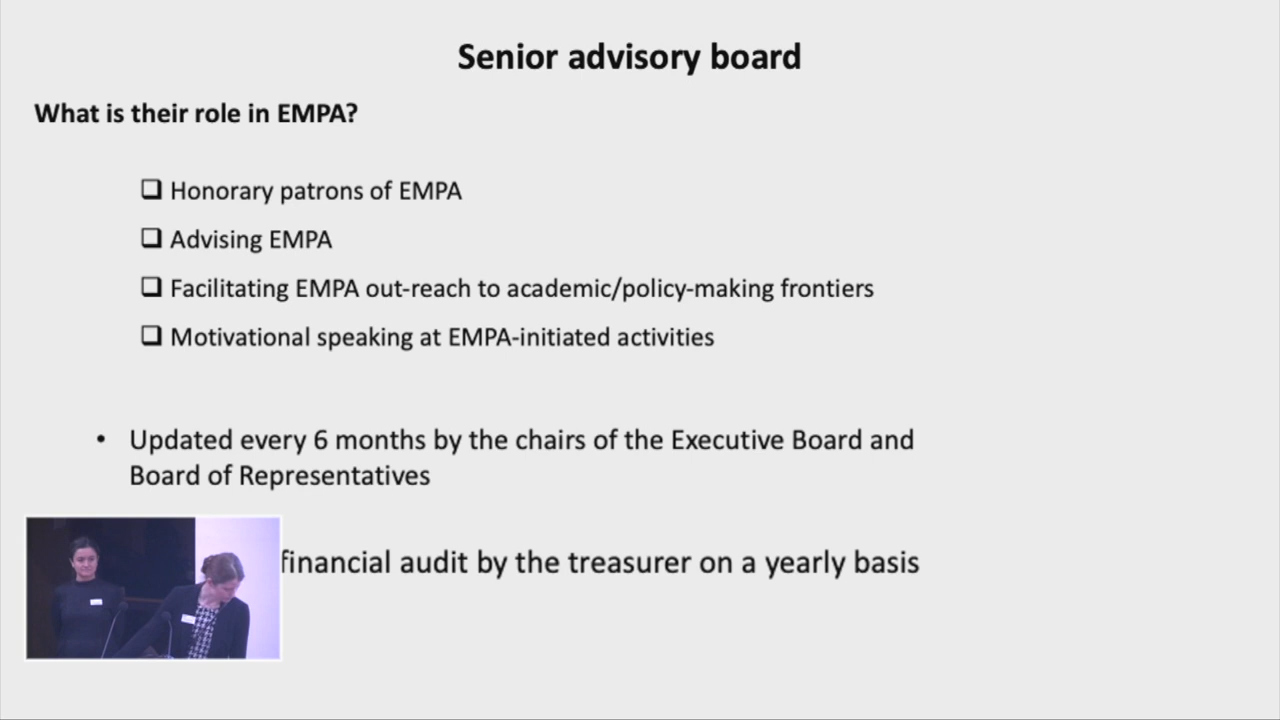 Senior advisory board
What is their role in EMPA?
❑ Honorary patrons of EMPA
❑ Advising EMPA
❑ Facilitating EMPA out-reach to academic/policy-making frontiers
❑ Motivational speaking at EMPA-initiated activities
• Updated every 6 months by the chairs of the Executive Board and
Board of Representatives
financial audit by the treasurer on a yearly basis